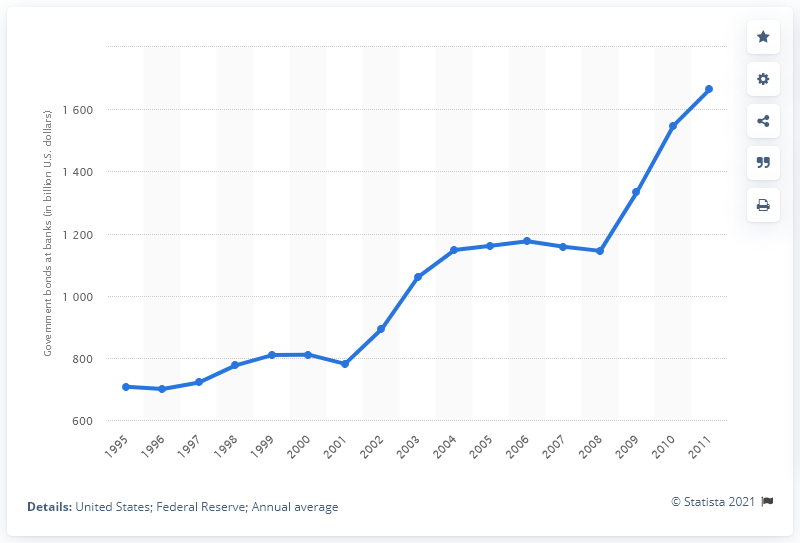 Government bonds at banks (in billion U.S. dollars)
1 600
1 400
1 200
1 000
800
600
1995 1996 1997 1998 1999 2000 2001 2002 2003 2004 2005 2006 2007 2008 2009 2010 2011
Details: United States; Federal Reserve; Annual average
© Statista 2021